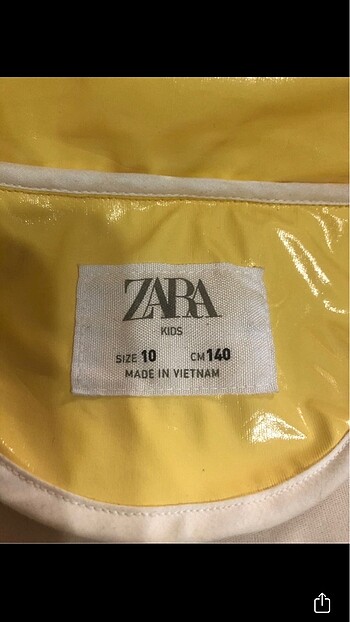 ZARA
KIDS
SIZE 10 CM 140
MADE IN VIETNAM